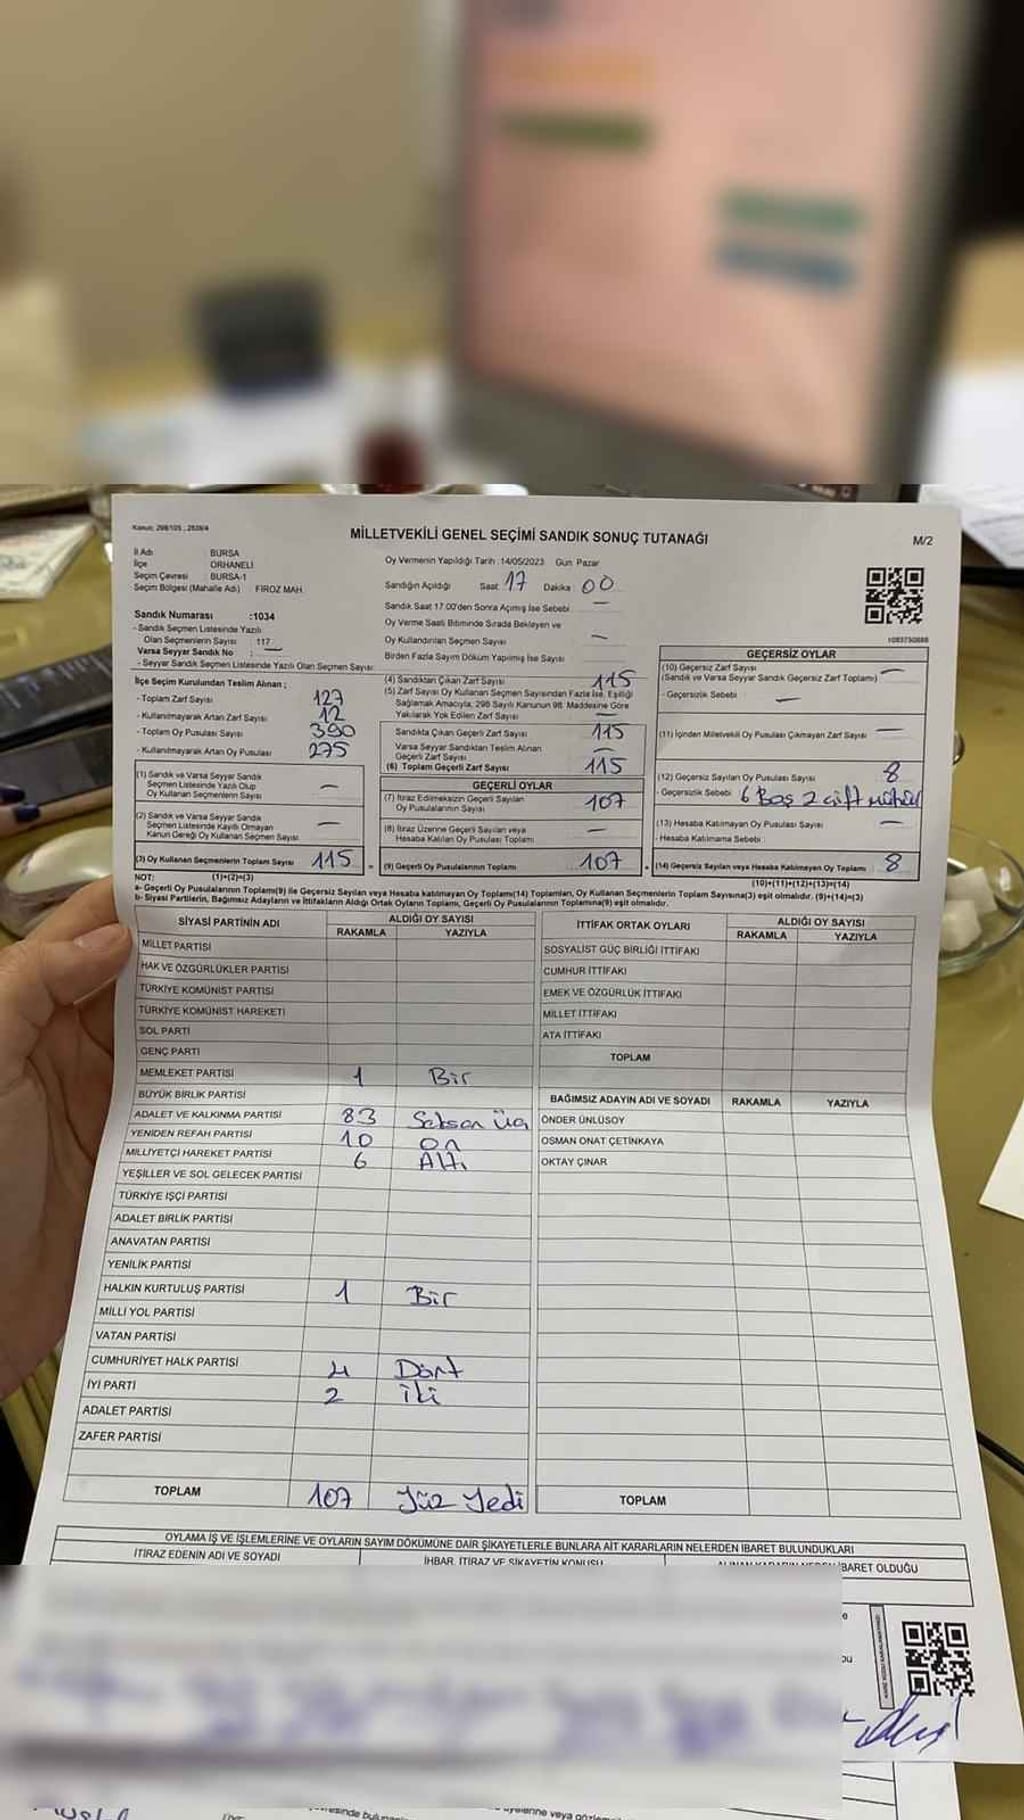 Kanun: 298/105 ; 2839/4
MİLLETVEKİLİ GENEL SEÇİMİ SANDIK SONUÇ TUTANAĞI
M/2
İl Adı BURSA
İlçe ORHANELİ
Seçim Çevresi : BURSA-1
Seçim Bölgesi (Mahalle Adı) FİROZ MAH
Sandık Numarası :1034
- Sandık Seçmen Listesinde Yazılı
Olan Seçmenlerin Sayısı 117
Varsa Seyyar Sandık No
- Seyyar Sandık Seçmen Listesinde Yazılı Olan Seçmen Sayısı:
Oy Vermenin Yapıldığı Tarih : 14/05/2023 Gün Pazar
Sandığın Açıldığı Saat: 17 Dakika : 00
Sandık Saat 17.00'den Sonra Açılmış İse Sebebi —
Oy Verme Saati Bitiminde Sırada Bekleyen ve
Oy Kullandırılan Seçmen Sayısı —
Birden Fazla Sayım Döküm Yapılmış İse Sayısı
1083750888
İlçe Seçim Kurulundan Teslim Alınan ;
- Toplam Zarf Sayısı 127
- Kullanılmayarak Artan Zarf Sayısı 12
- Toplam Oy Pusulası Sayısı 390
- Kullanılmayarak Artan Oy Pusulası 275
(1) Sandık ve Varsa Seyyar Sandık
Seçmen Listesinde Yazılı Olup
Oy Kullanan Seçmenlerin Sayısı —
(2) Sandık ve Varsa Seyyar Sandık
Seçmen Listesinde Kayıtlı Olmayan
Kanun Gereği Oy Kullanan Seçmen Sayısı —
(3) Oy Kullanan Seçmenlerin Toplam Sayısı 115
(4) Sandıktan Çıkan Zarf Sayısı 115
(5) Zarf Sayısı Oy Kullanan Seçmen Sayısından Fazla İse, Eşitliği
Sağlamak Amacıyla, 298 Sayılı Kanunun 98. Maddesine Göre
Yakılarak Yok Edilen Zarf Sayısı —
Sandıkta Çıkan Geçerli Zarf Sayısı 115
Varsa Seyyar Sandıktan Teslim Alınan
Geçerli Zarf Sayısı —
(6) Toplam Geçerli Zarf Sayısı 115
GEÇERLİ OYLAR
(7) İtiraz Edilmeksizin Geçerli Sayılan
Oy Pusulalarının Sayısı 107
(8) İtiraz Üzerine Geçerli Sayılan veya
Hesaba Katılan Oy Pusulası Toplamı —
(9) Geçerli Oy Pusulalarının Toplamı 107
GEÇERSİZ OYLAR
(10) Geçersiz Zarf Sayısı
(Sandık ve Varsa Seyyar Sandık Geçersiz Zarf Toplamı) —
- Geçersizlik Sebebi —
(11) İçinden Milletvekili Oy Pusulası Çıkmayan Zarf Sayısı —
(12) Geçersiz Sayılan Oy Pusulası Sayısı 8
- Geçersizlik Sebebi 6 Boş 2 çift mühür
(13) Hesaba Katılmayan Oy Pusulası Sayısı —
- Hesaba Katılmama Sebebi
(14) Geçersiz Sayılan veya Hesaba Katılmayan Oy Toplamı 8
NOT: (1)+(2)=(3) (10)+(11)+(12)+(13)=(14)
a- Geçerli Oy Pusulalarının Toplamı(9) ile Geçersiz Sayılan veya Hesaba katılmayan Oy Toplamı(14) Toplamları, Oy Kullanan Seçmenlerin Toplam Sayısına(3) eşit olmalıdır. (9)+(14)=(3)
b- Siyasi Partilerin, Bağımsız Adayların ve İttifakların Aldığı Ortak Oyların Toplamı, Geçerli Oy Pusulalarının Toplamına(9) eşit olmalıdır.
SİYASİ PARTİNİN ADI ALDIĞI OY SAYISI
RAKAMLA YAZIYLA
MİLLET PARTİSİ
HAK VE ÖZGÜRLÜKLER PARTİSİ
TÜRKİYE KOMÜNİST PARTİSİ
TÜRKİYE KOMÜNİST HAREKETİ
SOL PARTİ
GENÇ PARTİ
MEMLEKET PARTİSİ 1 Bir
BÜYÜK BİRLİK PARTİSİ
ADALET VE KALKINMA PARTİSİ 83 Seksen üç
YENİDEN REFAH PARTİSİ 10 On
MİLLİYETÇİ HAREKET PARTİSİ 6 Altı
YEŞİLLER VE SOL GELECEK PARTİSİ
TÜRKİYE İŞÇİ PARTİSİ
ADALET BİRLİK PARTİSİ
ANAVATAN PARTİSİ
YENİLİK PARTİSİ
HALKIN KURTULUŞ PARTİSİ 1 Bir
MİLLİ YOL PARTİSİ
VATAN PARTİSİ
CUMHURİYET HALK PARTİSİ 4 Dört
İYİ PARTİ 2 İki
ADALET PARTİSİ
ZAFER PARTİSİ
TOPLAM 107 Yüz Yedi
İTTİFAK ORTAK OYLARI ALDIĞI OY SAYISI
RAKAMLA YAZIYLA
SOSYALİST GÜÇ BİRLİĞİ İTTİFAKI
CUMHUR İTTİFAKI
EMEK VE ÖZGÜRLÜK İTTİFAKI
MİLLET İTTİFAKI
ATA İTTİFAKI
TOPLAM
BAĞIMSIZ ADAYIN ADI VE SOYADI RAKAMLA YAZIYLA
ÖNDER ÜNLÜSOY
OSMAN ONAT ÇETİNKAYA
OKTAY ÇINAR
TOPLAM
OYLAMA İŞ VE İŞLEMLERİNE VE OYLARIN SAYIM DÖKÜMÜNE DAİR ŞİKAYETLERLE BUNLARA AİT KARARLARIN NELERDEN İBARET BULUNDUKLARI
İTİRAZ EDENİN ADI VE SOYADI İHBAR, İTİRAZ VE ŞİKAYETİN KONUSU İBARET OLDUĞU